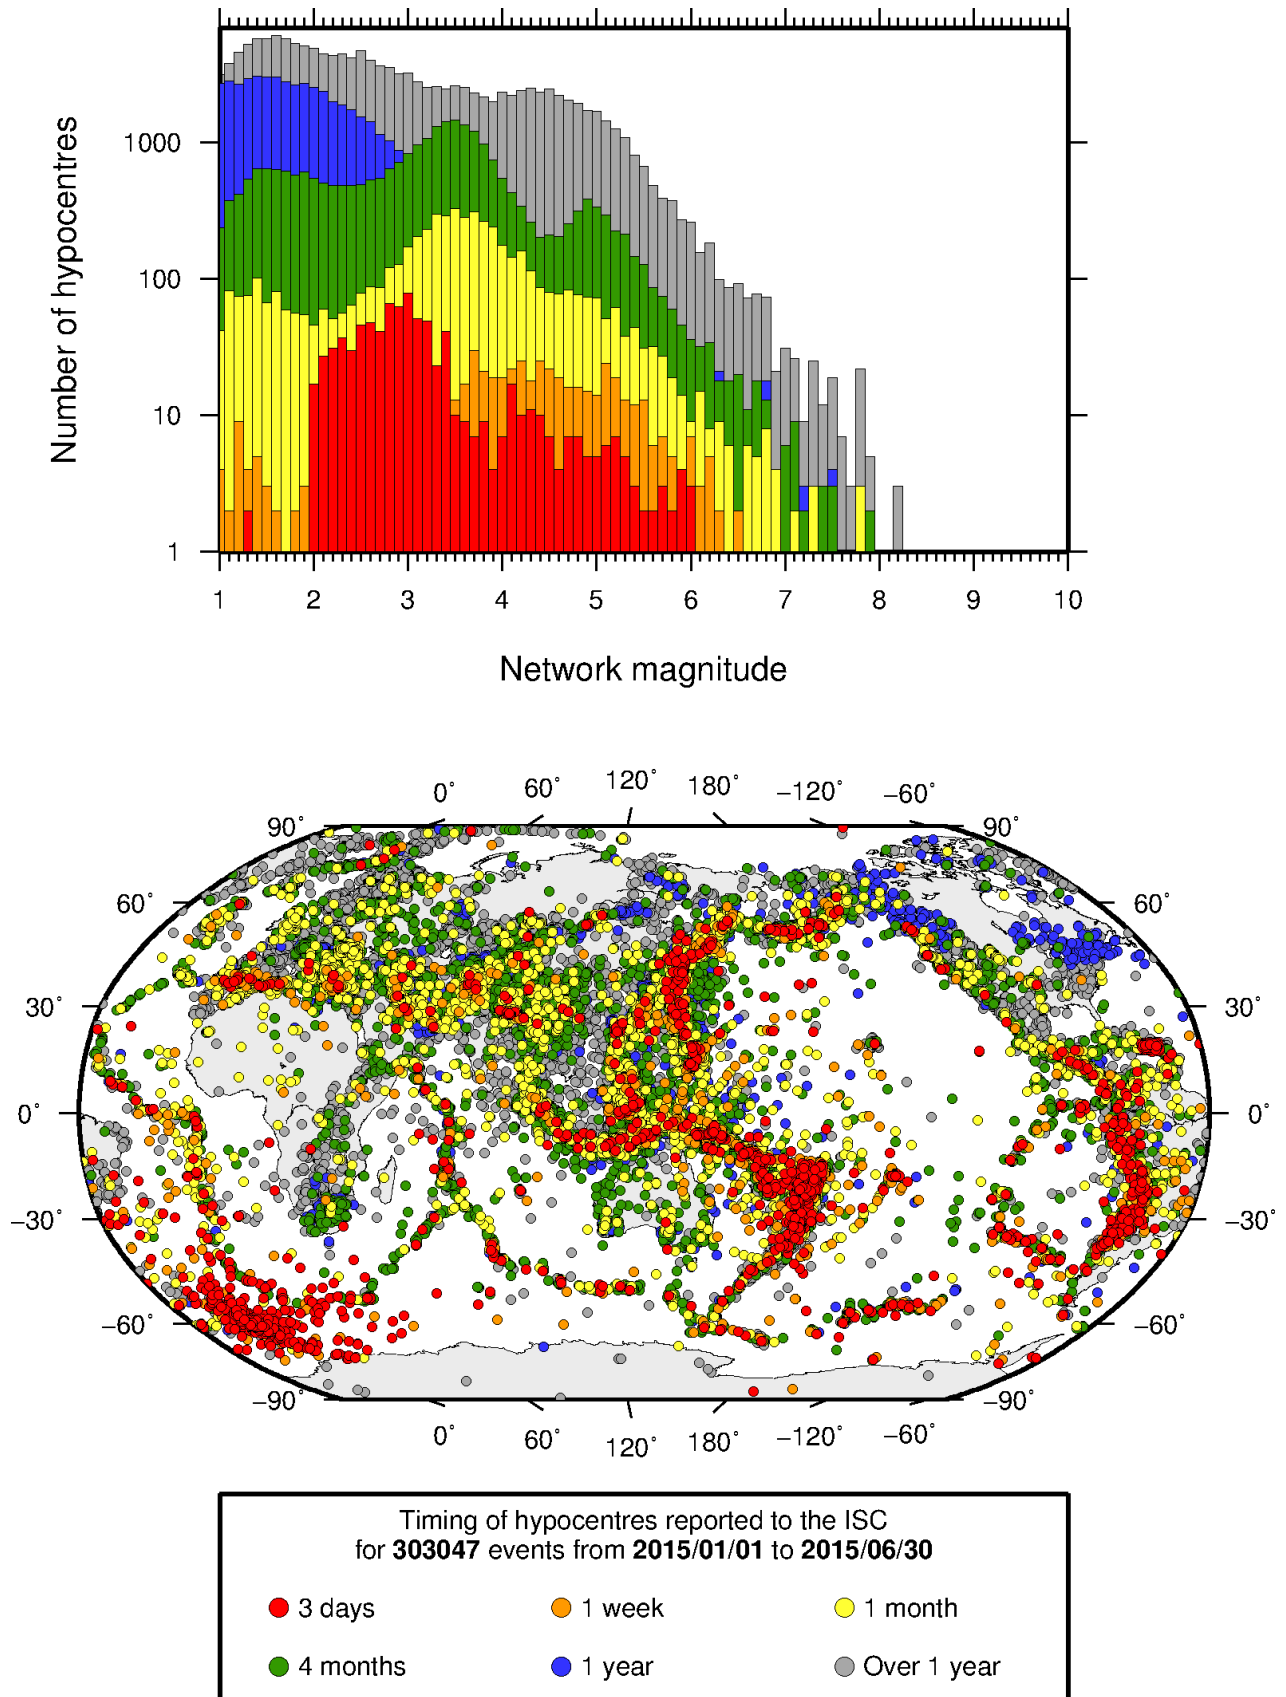 Number of hypocentres
1000
100
10
1
1 2 3 4 5 6 7 8 9 10
Network magnitude
0˚ 60˚ 120˚ 180˚ −120˚ −60˚
90˚ 90˚
60˚ 60˚
30˚ 30˚
0˚ 0˚
−30˚ −30˚
−60˚ −60˚
−90˚ −90˚
0˚ 60˚ 120˚ 180˚ −120˚ −60˚
Timing of hypocentres reported to the ISC
for 303047 events from 2015/01/01 to 2015/06/30
3 days 1 week 1 month
4 months 1 year Over 1 year